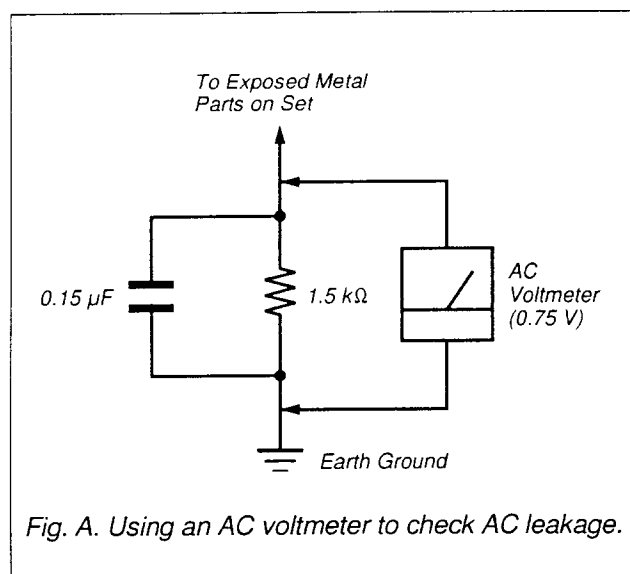 To Exposed Metal
Parts on Set
0.15 µF
1.5 kΩ
AC
Voltmeter
(0.75 V)
Earth Ground
Fig. A. Using an AC voltmeter to check AC leakage.